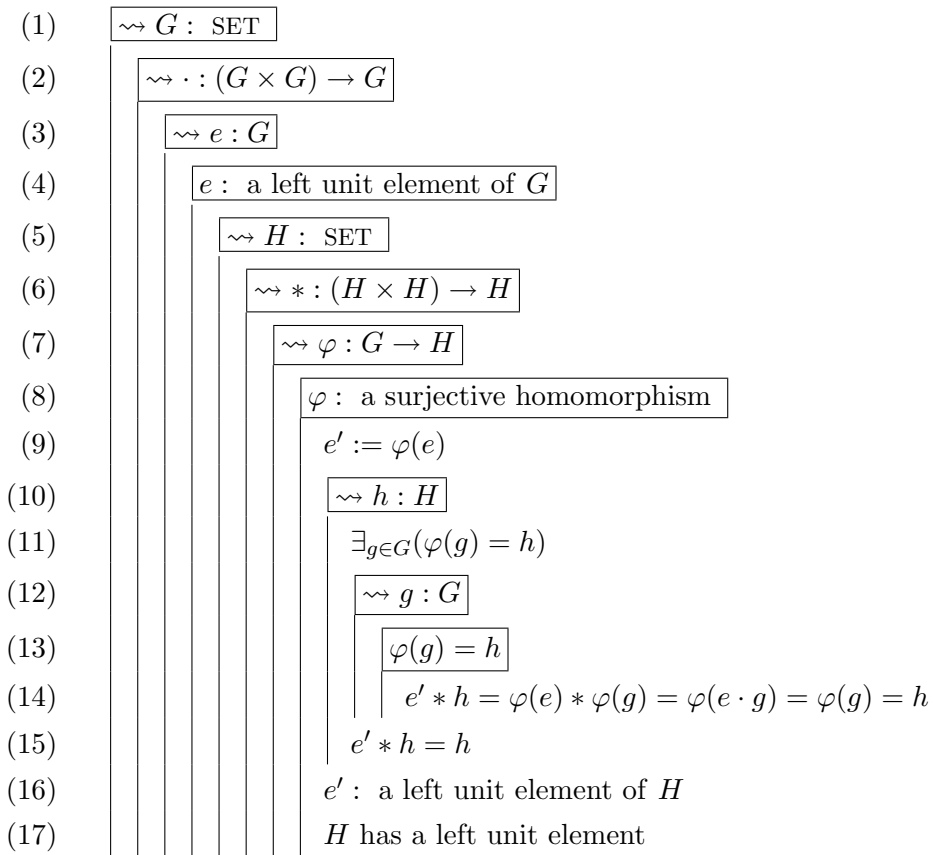 (1) ⇝ G : SET
(2) ⇝ · : (G × G) → G
(3) ⇝ e : G
(4) e : a left unit element of G
(5) ⇝ H : SET
(6) ⇝ ∗ : (H × H) → H
(7) ⇝ φ : G → H
(8) φ : a surjective homomorphism
(9) e′ := φ(e)
(10) ⇝ h : H
(11) ∃g∈G(φ(g) = h)
(12) ⇝ g : G
(13) φ(g) = h
(14) e′ ∗ h = φ(e) ∗ φ(g) = φ(e · g) = φ(g) = h
(15) e′ ∗ h = h
(16) e′ : a left unit element of H
(17) H has a left unit element